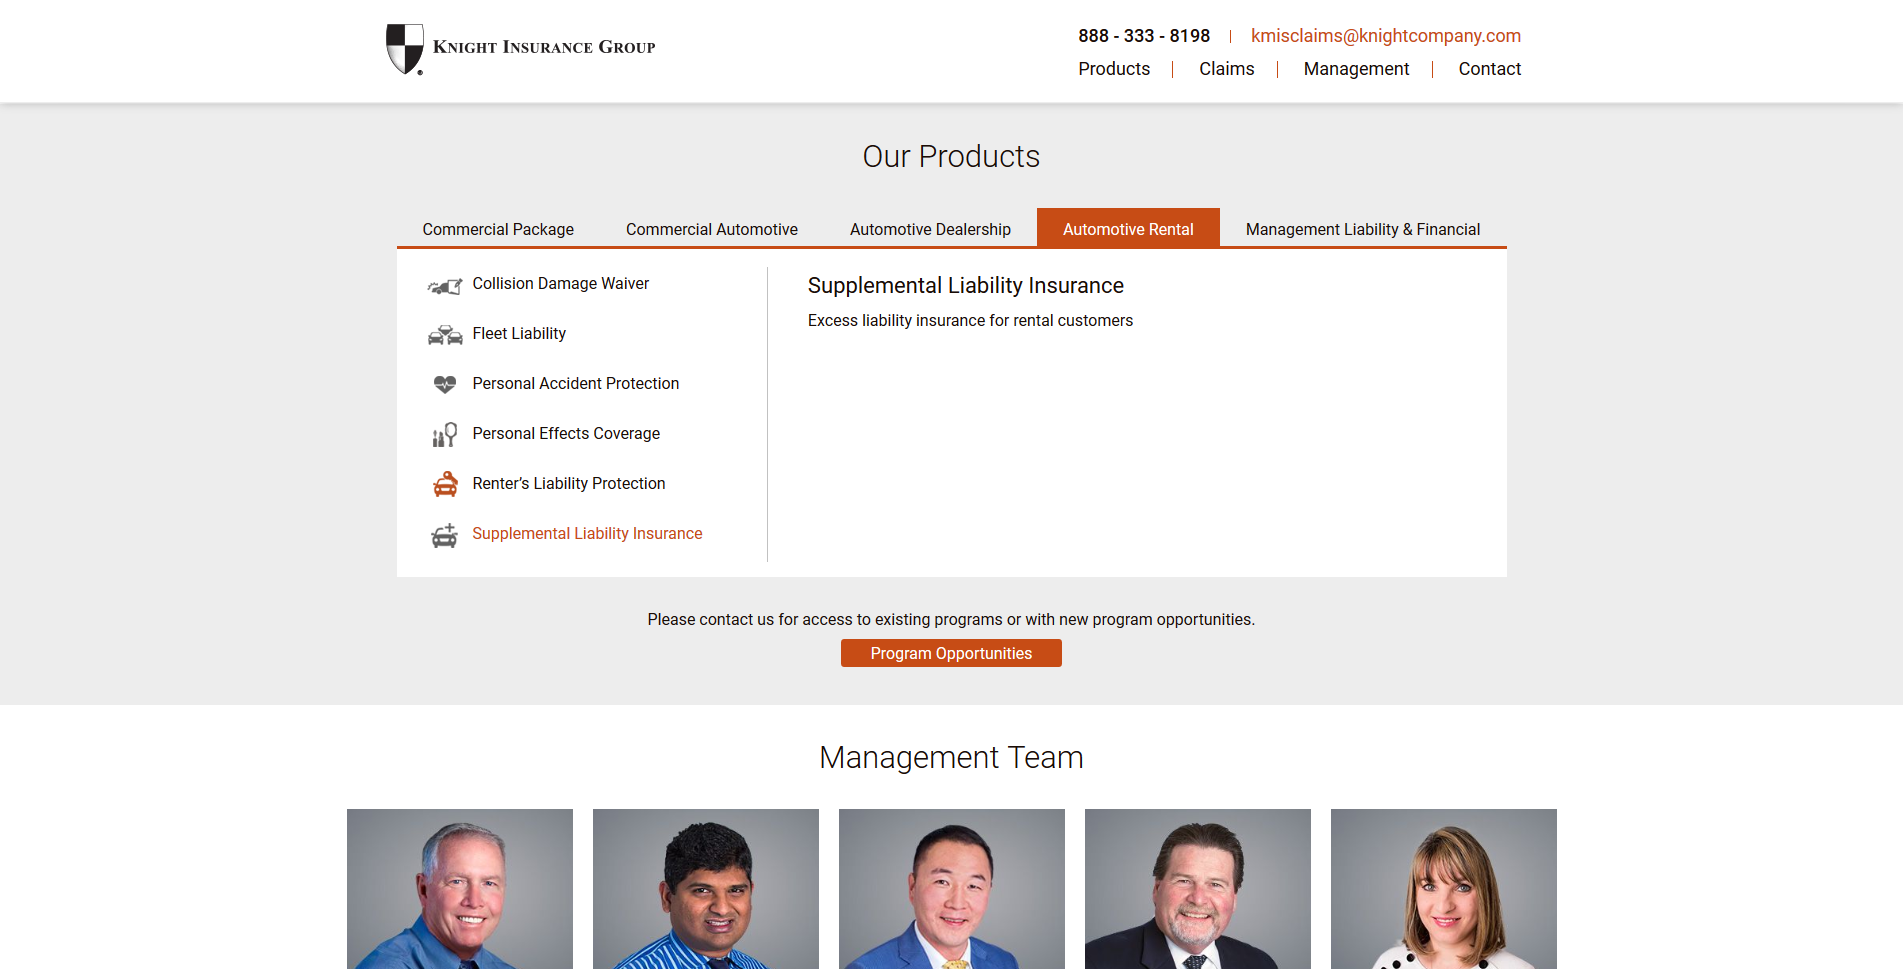 KNIGHT INSURANCE GROUP
888 - 333 - 8198 | kmisclaims@knightcompany.com
Products | Claims | Management | Contact
Our Products
Commercial Package Commercial Automotive Automotive Dealership Automotive Rental Management Liability & Financial
Collision Damage Waiver
Fleet Liability
Personal Accident Protection
Personal Effects Coverage
Renter’s Liability Protection
Supplemental Liability Insurance
Supplemental Liability Insurance
Excess liability insurance for rental customers
Please contact us for access to existing programs or with new program opportunities.
Program Opportunities
Management Team